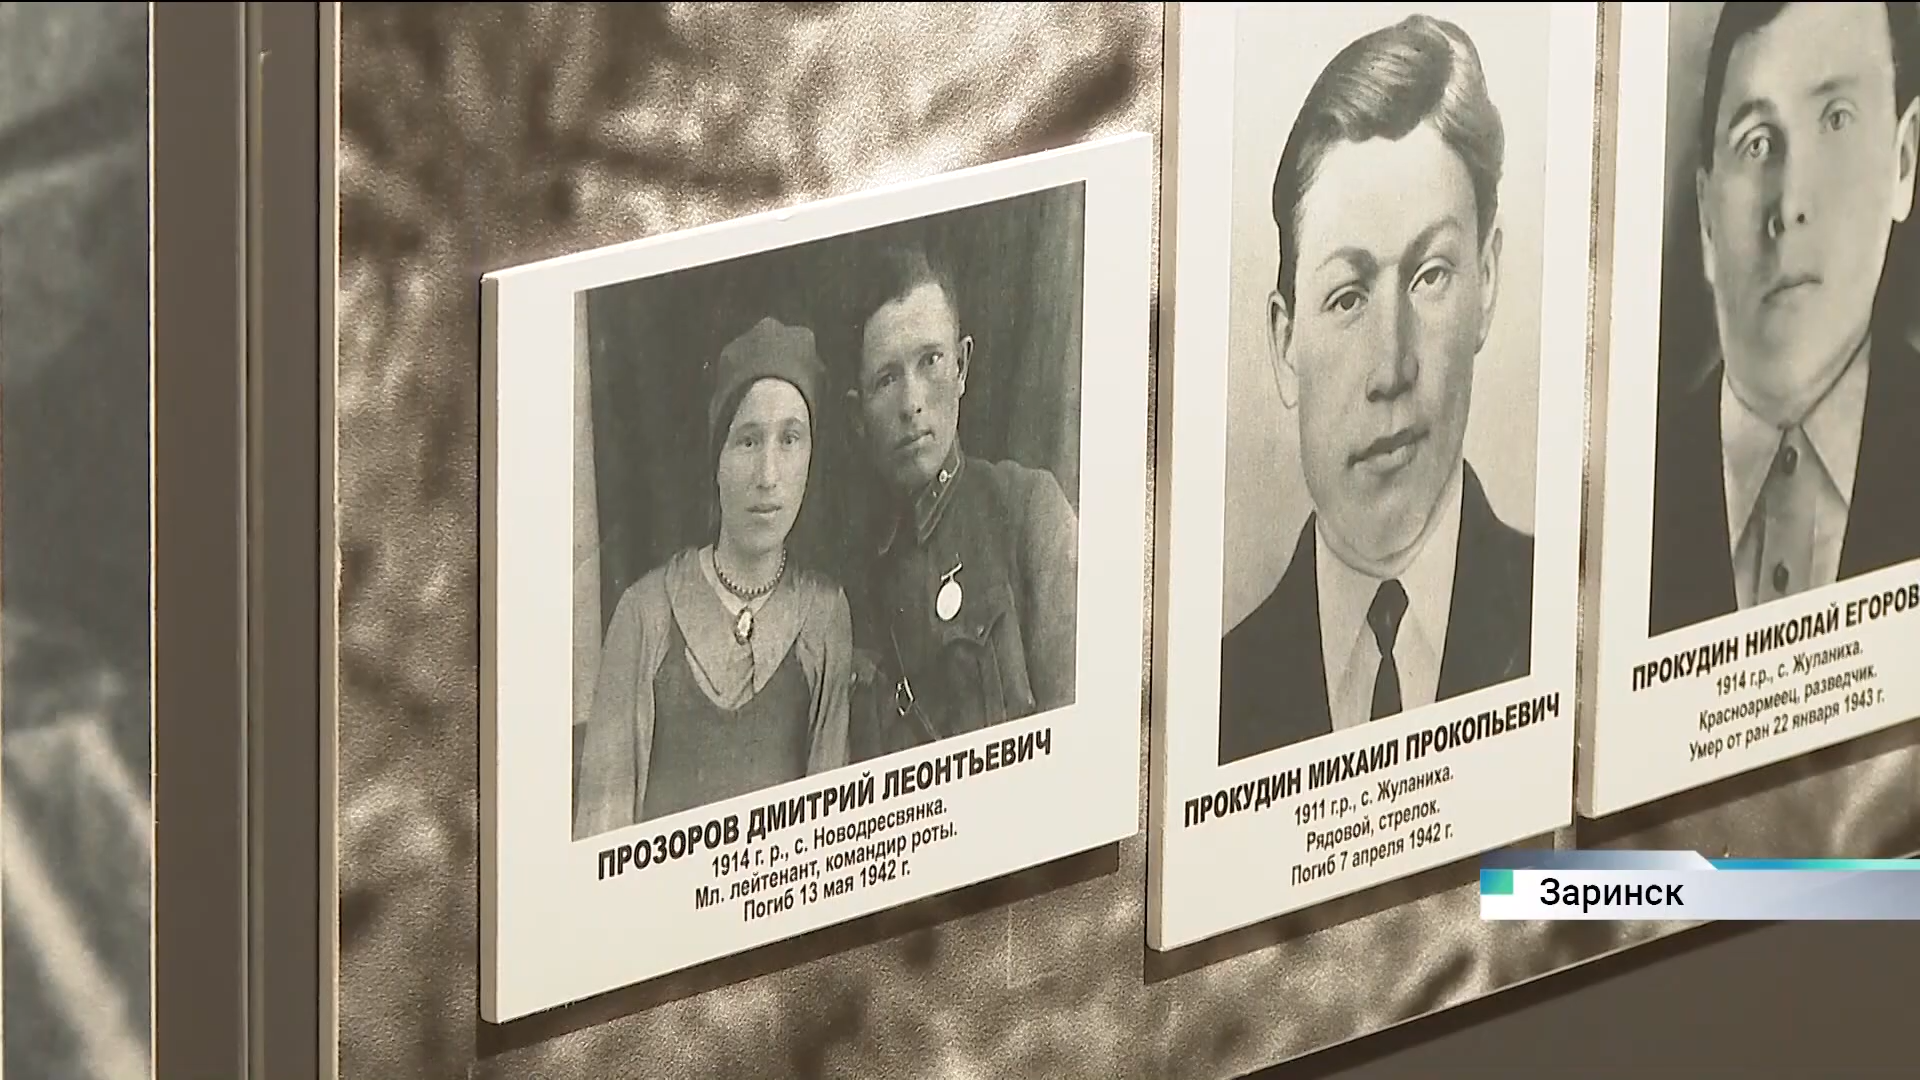 ПРОЗОРОВ ДМИТРИЙ ЛЕОНТЬЕВИЧ
1914 г. р., с. Новодресвянка.
Мл. лейтенант, командир роты.
Погиб 13 мая 1942 г.
ПРОКУДИН МИХАИЛ ПРОКОПЬЕВИЧ
1911 г.р., с. Жуланиха.
Рядовой, стрелок.
Погиб 7 апреля 1942 г.
ПРОКУДИН НИКОЛАЙ ЕГОРОВ
1914 г.р., с. Жуланиха.
Красноармеец, разведчик.
Умер от ран 22 января 1943 г.
Заринск